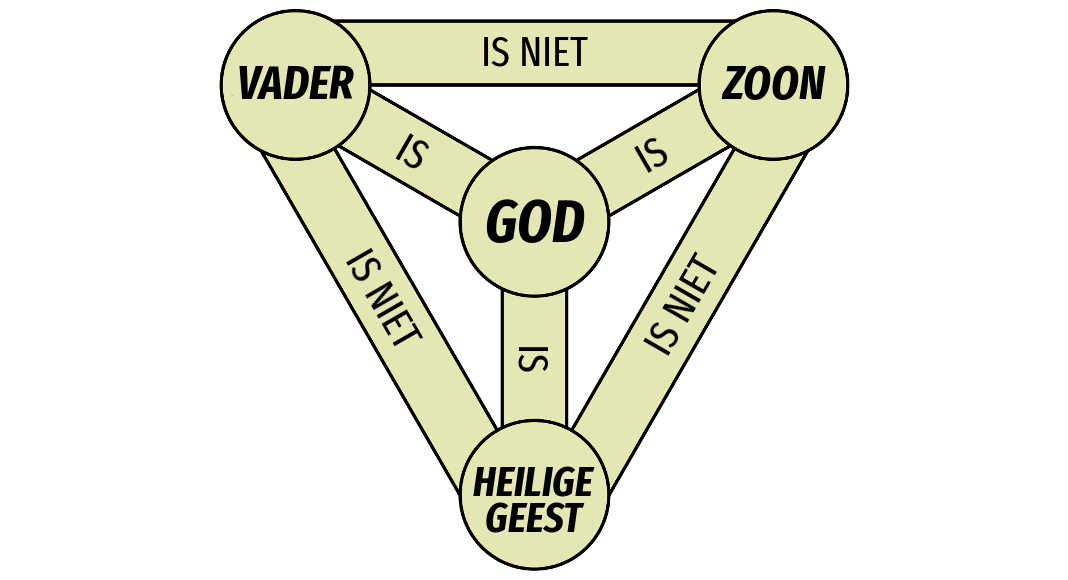 IS NIET
VADER
ZOON
IS
IS
GOD
IS NIET
IS NIET
IS
HEILIGE
GEEST